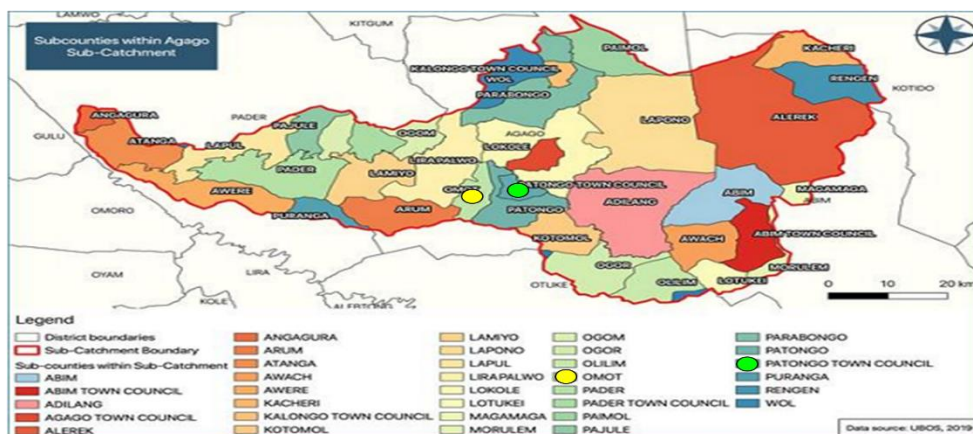 LAMWO
KITGUM
Subcounties within Agago
Sub-Catchment
PAIMOL
KACHERI
KALONGO TOWN COUNCIL
WOL
RENGEN
PARABONGO
KOTIDO
ANGAGURA
PADER
PAJULE
LAPONO
ALEREK
GULU
ATANGA
OGOM
AGAGO
LAPUL
LOKOLE
LIRA PALWO
PADER
LAMIYO
PATONGO TOWN COUNCIL
ABIM
MAGAMAGA
AWERE
ADILANG
ABIM
OMORO
PURANGA
ARUM
PATONGO
ABIM TOWN COUNCIL
KOTOMOL
AWACH
OGOR
MORULEM
OYAM
LIRA
OTUKE
OLILIM
LOTUKEI
0 10 20 km
KOLE
ALEBTONG
Legend
District boundaries
Sub-Catchment Boundary
Sub-counties within Sub-Catchment
ABIM
ABIM TOWN COUNCIL
ADILANG
AGAGO TOWN COUNCIL
ALEREK
ANGAGURA
ARUM
ATANGA
AWACH
AWERE
KACHERI
KALONGO TOWN COUNCIL
KOTOMOL
LAMIYO
LAPONO
LAPUL
LIRA PALWO
LOKOLE
LOTUKEI
MAGAMAGA
MORULEM
OGOM
OGOR
OLILIM
OMOT
PADER
PADER TOWN COUNCIL
PAIMOL
PAJULE
PARABONGO
PATONGO
PATONGO TOWN COUNCIL
PURANGA
RENGEN
WOL
Data source: UBOS, 2019